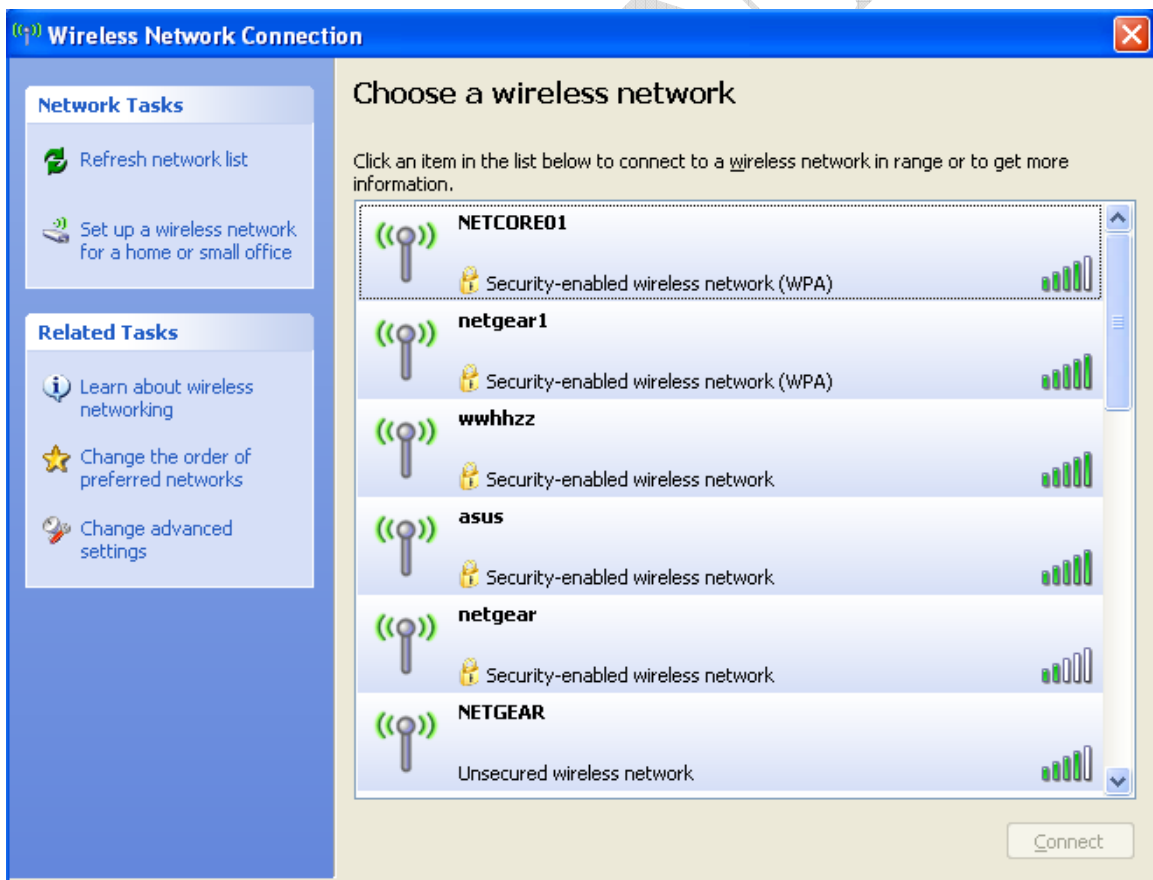 Wireless Network Connection
Network Tasks
Refresh network list
Set up a wireless network
for a home or small office
Related Tasks
Learn about wireless
networking
Change the order of
preferred networks
Change advanced
settings
Choose a wireless network
Click an item in the list below to connect to a wireless network in range or to get more
information.
NETCORE01
Security-enabled wireless network (WPA)
netgear1
Security-enabled wireless network (WPA)
wwhhzz
Security-enabled wireless network
asus
Security-enabled wireless network
netgear
Security-enabled wireless network
NETGEAR
Unsecured wireless network
Connect